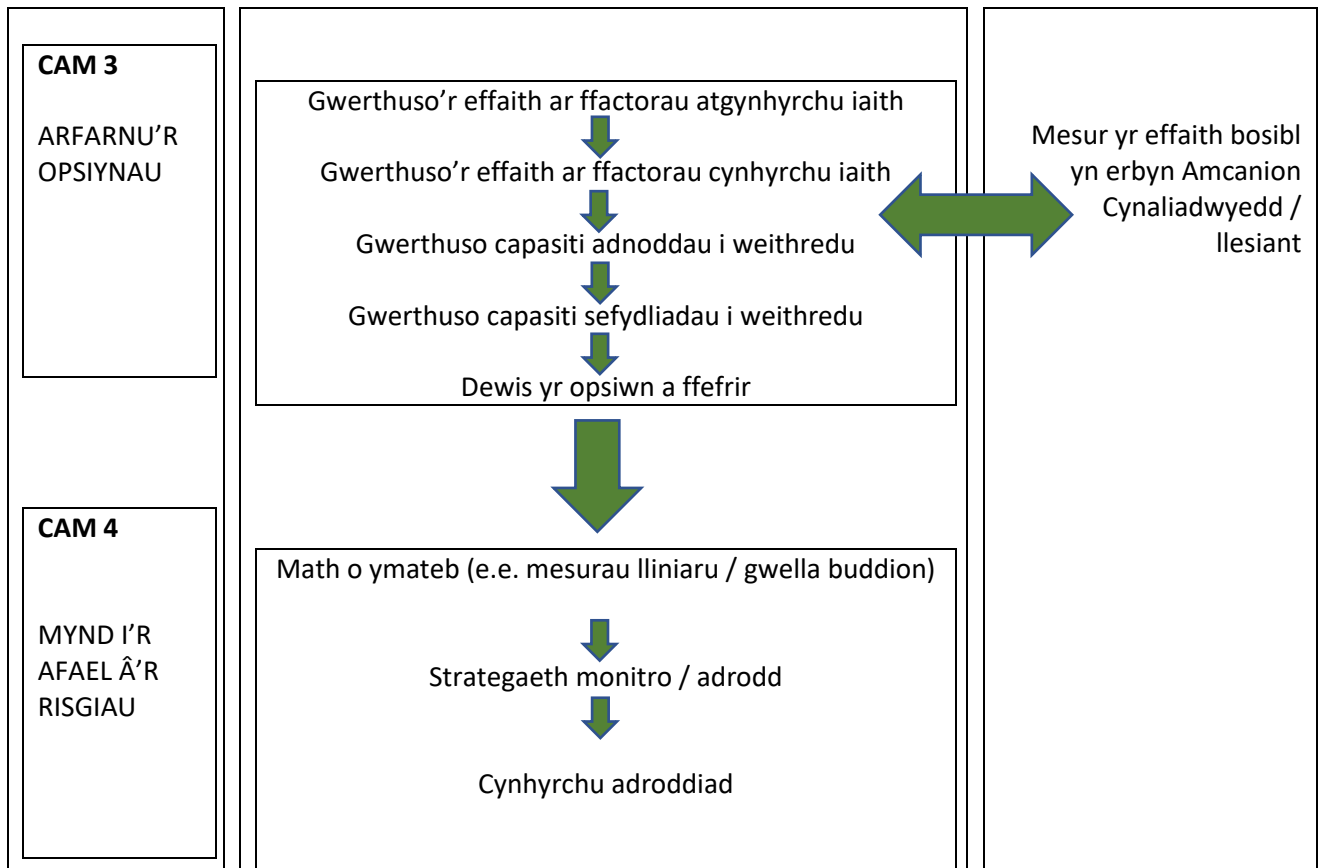 CAM 3
ARFARNU’R
OPSIYNAU
Gwerthuso’r effaith ar ffactorau atgynhyrchu iaith
Gwerthuso’r effaith ar ffactorau cynhyrchu iaith
Gwerthuso capasiti adnoddau i weithredu
Gwerthuso capasiti sefydliadau i weithredu
Dewis yr opsiwn a ffefrir
Mesur yr effaith bosibl
yn erbyn Amcanion
Cynaliadwyedd /
llesiant
CAM 4
MYND I’R
AFAEL Â’R
RISGIAU
Math o ymateb (e.e. mesurau lliniaru / gwella buddion)
Strategaeth monitro / adrodd
Cynhyrchu adroddiad